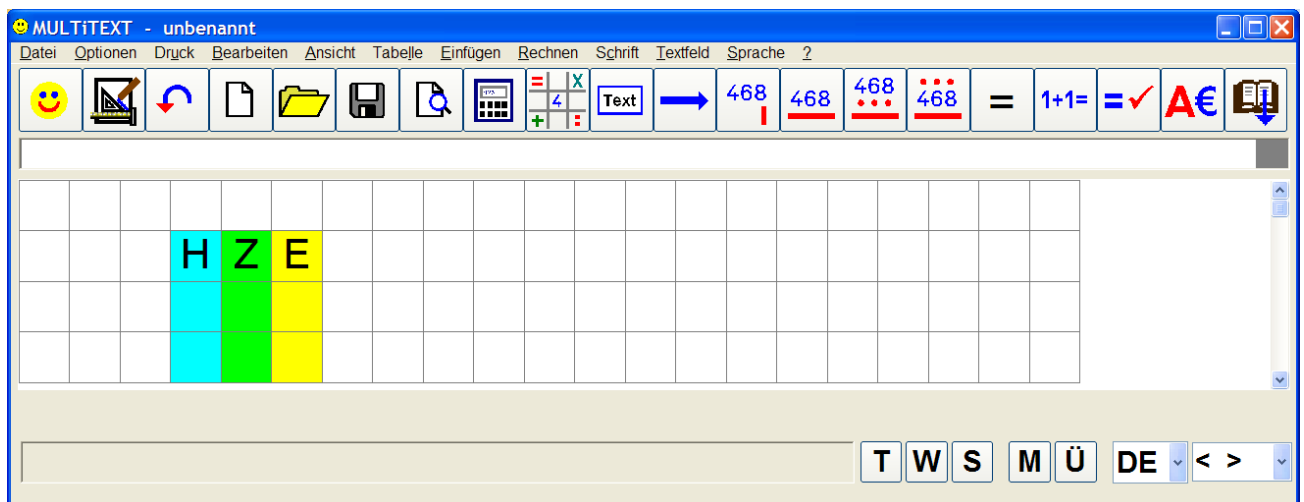 MULTiTEXT - unbenannt
Datei Optionen Druck Bearbeiten Ansicht Tabelle Einfügen Rechnen Schrift Textfeld Sprache ?
= X 4 + : Text 468 468 468 468 = 1+1= = A€
H Z E
T W S M Ü DE < >